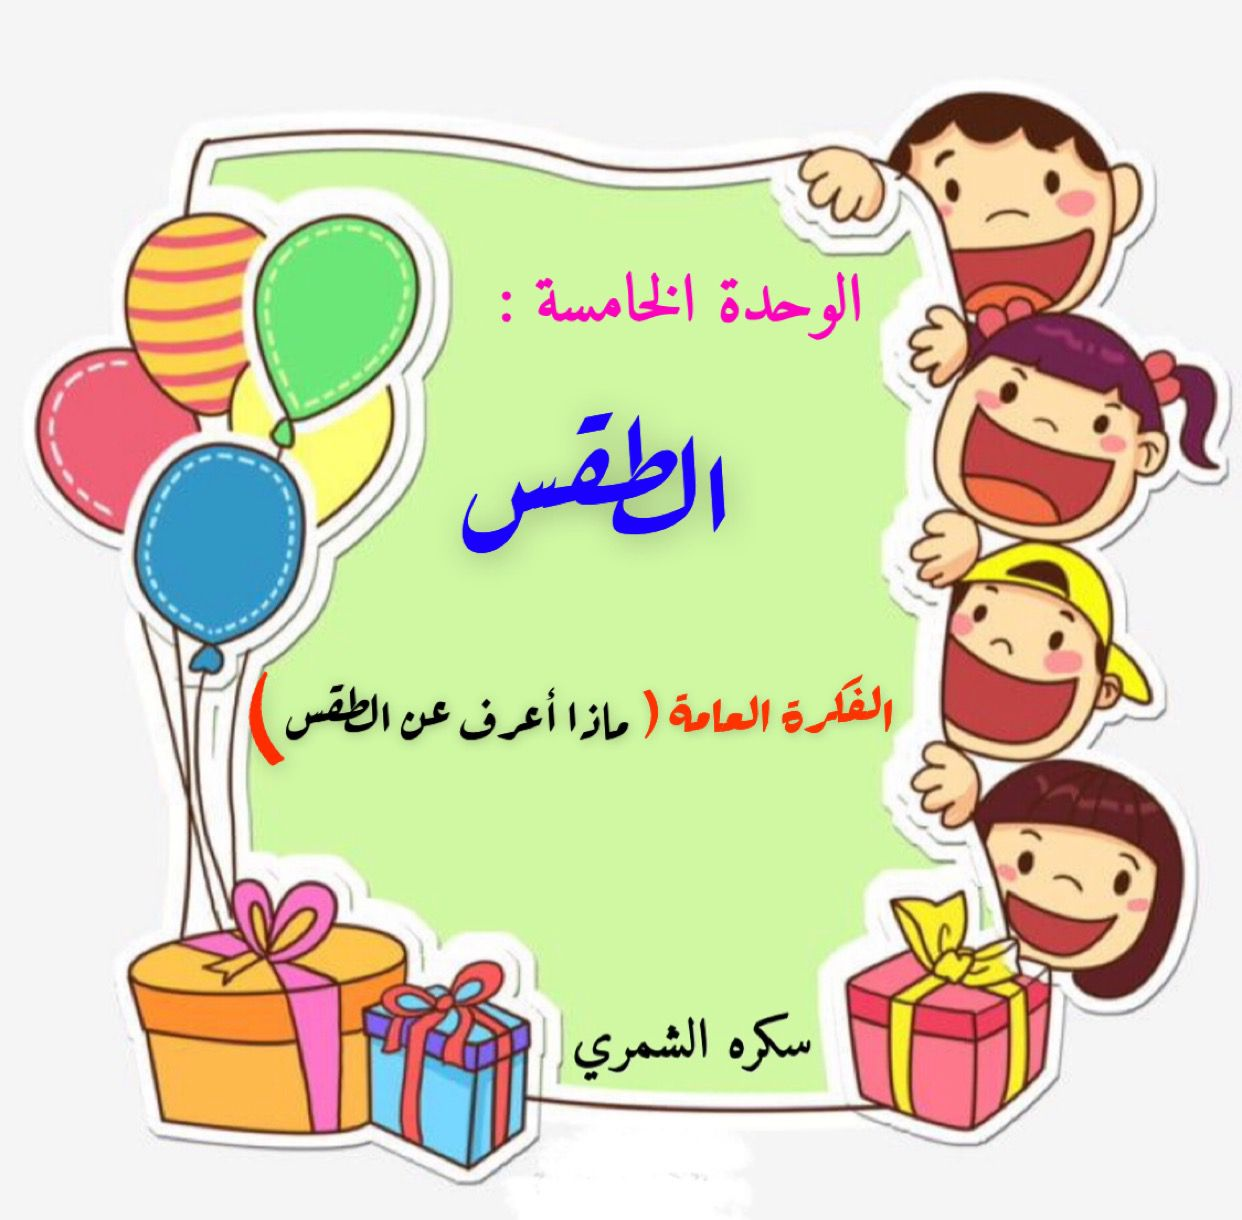 الوحدة الخامسة :
الطقس
الفكرة العامة ( ماذا أعرف عن الطقس )
سكره الشمري